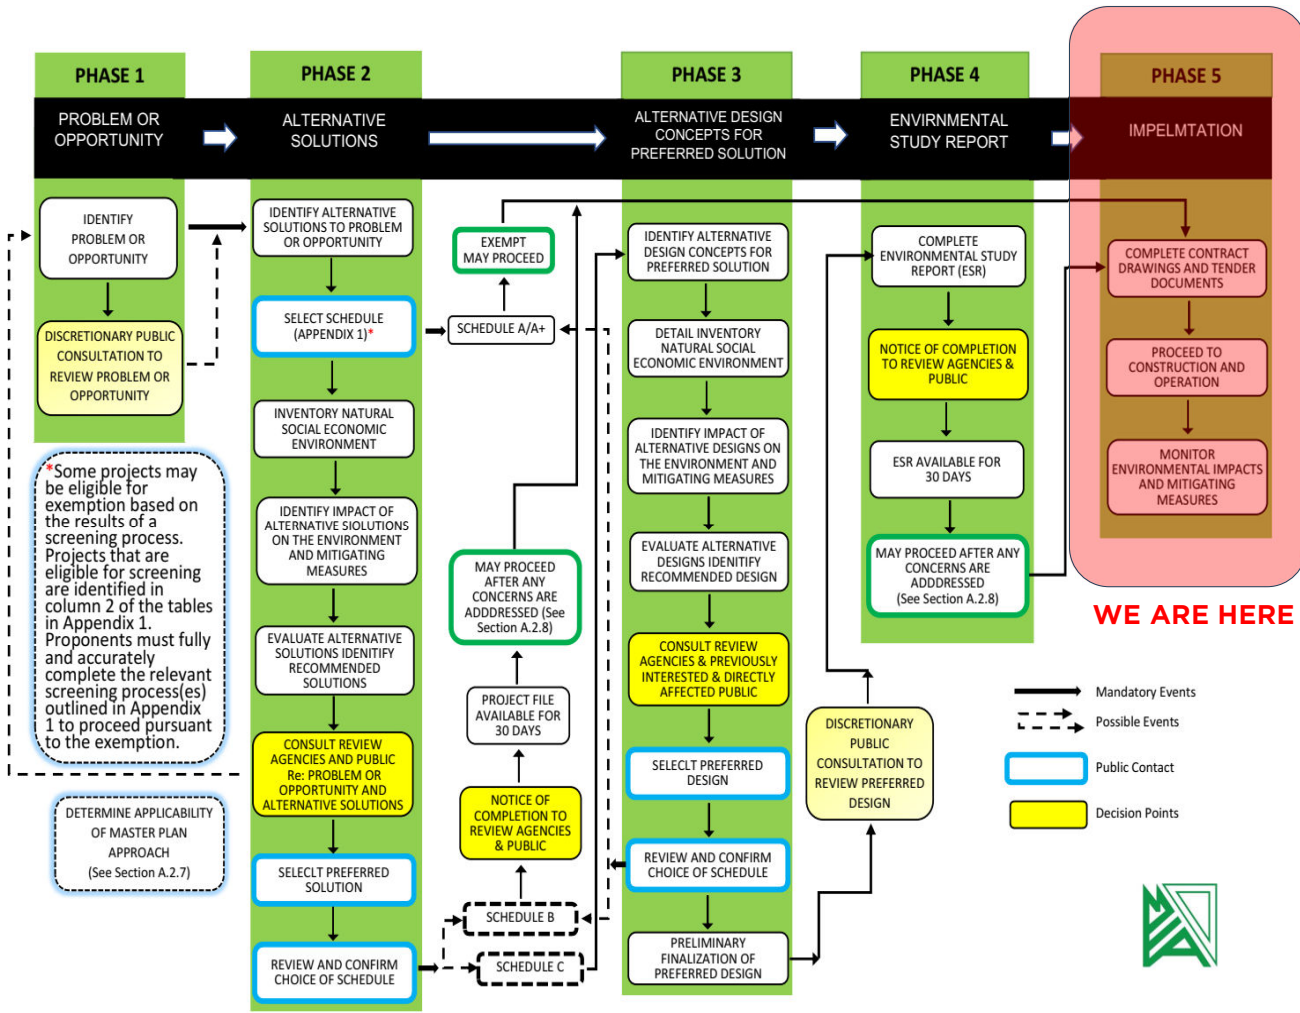 PHASE 1
PROBLEM OR
OPPORTUNITY
IDENTIFY
PROBLEM OR
OPPORTUNITY
DISCRETIONARY PUBLIC
CONSULTATION TO
REVIEW PROBLEM OR
OPPORTUNITY
*Some projects may
be eligible for
exemption based on
the results of a
screening process.
Projects that are
eligible for screening
are identified in
column 2 of the tables
in Appendix 1.
Proponents must fully
and accurately
complete the relevant
screening process(es)
outlined in Appendix
1 to proceed pursuant
to the exemption.
DETERMINE APPLICABILITY
OF MASTER PLAN
APPROACH
(See Section A.2.7)
PHASE 2
ALTERNATIVE
SOLUTIONS
IDENTIFY ALTERNATIVE
SOLUTIONS TO PROBLEM
OR OPPORTUNITY
SELECT SCHEDULE
(APPENDIX 1)*
INVENTORY NATURAL
SOCIAL ECONOMIC
ENVIRONMENT
IDENTIFY IMPACT OF
ALTERNATIVE SIOLUTIONS
ON THE ENVIRONMENT
AND MITIGATING
MEASURES
EVALUATE ALTERNATIVE
SOLUTIONS IDENTIFY
RECOMMENDED
SOLUTIONS
CONSULT REVIEW
AGENCIES AND PUBLIC
Re: PROBLEM OR
OPPORTUNITY AND
ALTERNATIVE SOLUTIONS
SELECLT PREFERRED
SOLUTION
REVIEW AND CONFIRM
CHOICE OF SCHEDULE
EXEMPT
MAY PROCEED
SCHEDULE A/A+
MAY PROCEED
AFTER ANY
CONCERNS ARE
ADDDRESSED (See
Section A.2.8)
PROJECT FILE
AVAILABLE FOR
30 DAYS
NOTICE OF
COMPLETION TO
REVIEW AGENCIES
& PUBLIC
SCHEDULE B
SCHEDULE C
PHASE 3
ALTERNATIVE DESIGN
CONCEPTS FOR
PREFERRED SOLUTION
IDENTIFY ALTERNATIVE
DESIGN CONCEPTS FOR
PREFERRED SOLUTION
DETAIL INVENTORY
NATURAL SOCIAL
ECONOMIC ENVIRONMENT
IDENTIFY IMPACT OF
ALTERNATIVE DESIGNS ON
THE ENVIRONMENT AND
MITIGATING MEASURES
EVALUATE ALTERNATIVE
DESIGNS IDENITIFY
RECOMMENDED DESIGN
CONSULT REVIEW
AGENCIES & PREVIOUSLY
INTERESTED & DIRECTLY
AFFECTED PUBLIC
SELECLT PREFERRED
DESIGN
REVIEW AND CONFIRM
CHOICE OF SCHEDULE
PRELIMINARY
FINALIZATION OF
PREFERRED DESIGN
DISCRETIONARY
PUBLIC
CONSULTATION TO
REVIEW PREFERRED
DESIGN
PHASE 4
ENVIRNMENTAL
STUDY REPORT
COMPLETE
ENVIRONMENTAL STUDY
REPORT (ESR)
NOTICE OF COMPLETION
TO REVIEW AGENCIES &
PUBLIC
ESR AVAILABLE FOR
30 DAYS
MAY PROCEED AFTER ANY
CONCERNS ARE
ADDDRESSED
(See Section A.2.8)
PHASE 5
IMPELMTATION
COMPLETE CONTRACT
DRAWINGS AND TENDER
DOCUMENTS
PROCEED TO
CONSTRUCTION AND
OPERATION
MONITOR
ENVIRONMENTAL IMPACTS
AND MITIGATING
MEASURES
WE ARE HERE
Mandatory Events
Possible Events
Public Contact
Decision Points
MEA